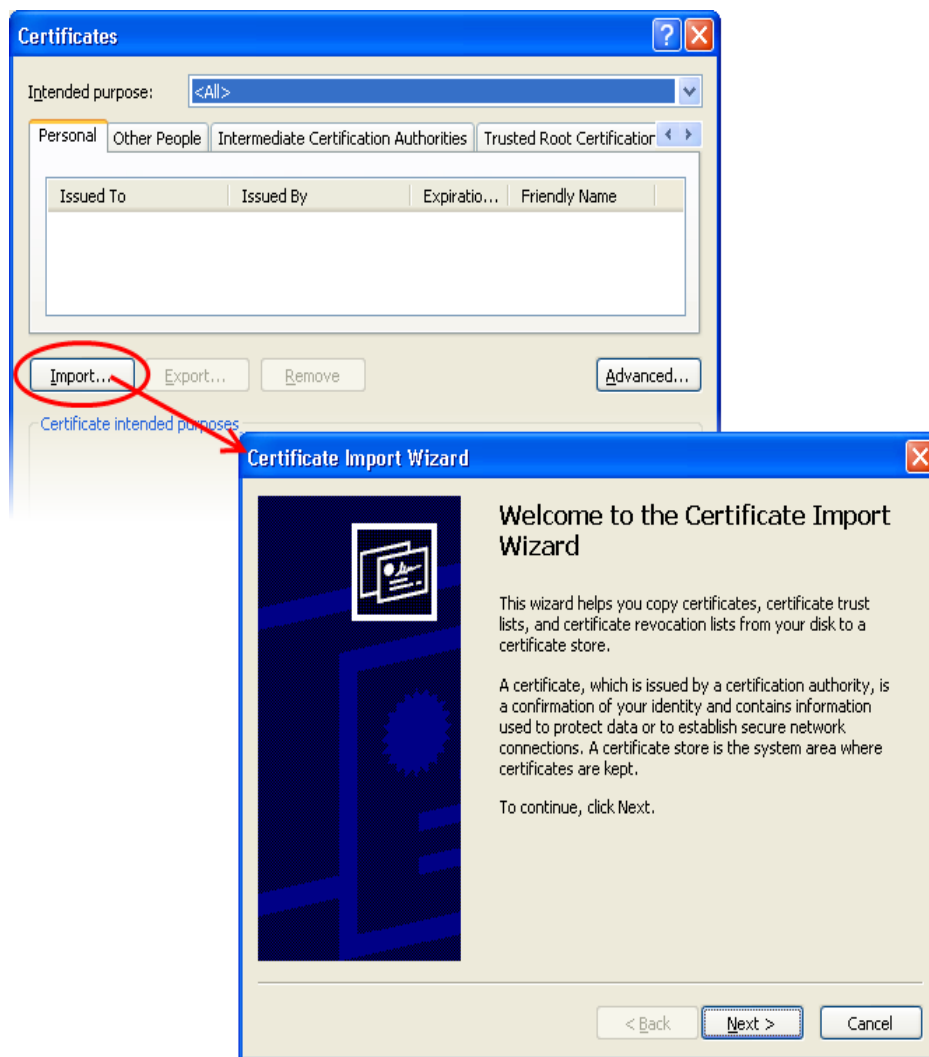 Certificates
Intended purpose: <All>
Personal Other People Intermediate Certification Authorities Trusted Root Certification
Issued To Issued By Expiratio... Friendly Name
Import... Export... Remove Advanced...
Certificate intended purposes
Certificate Import Wizard
Welcome to the Certificate Import
Wizard
This wizard helps you copy certificates, certificate trust
lists, and certificate revocation lists from your disk to a
certificate store.
A certificate, which is issued by a certification authority, is
a confirmation of your identity and contains information
used to protect data or to establish secure network
connections. A certificate store is the system area where
certificates are kept.
To continue, click Next.
< Back Next > Cancel